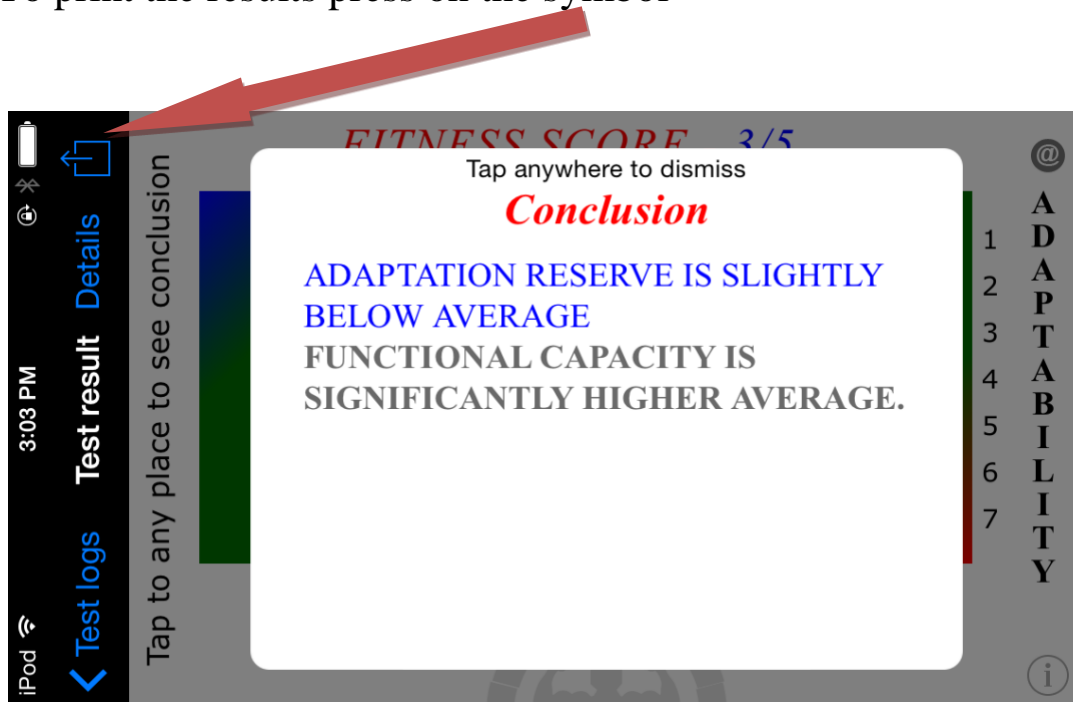 To print the results press on the symbol
iPod
3:03 PM
Test logs
Test result
Details
Tap to any place to see conclusion
FITNESS SCORE 3/5
Tap anywhere to dismiss
Conclusion
ADAPTATION RESERVE IS SLIGHTLY
BELOW AVERAGE
FUNCTIONAL CAPACITY IS
SIGNIFICANTLY HIGHER AVERAGE.
1
2
3
4
5
6
7
@
ADAPTABILITY
i